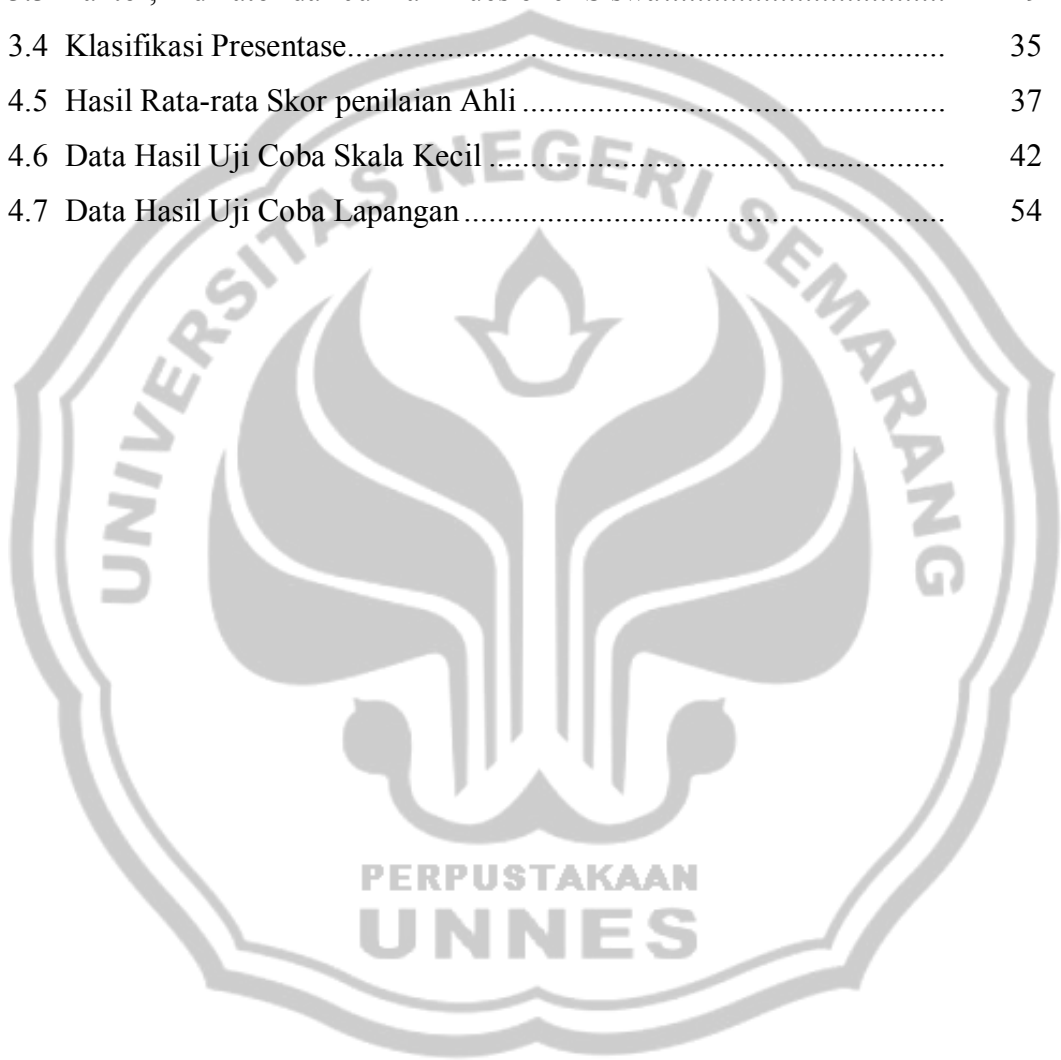 3.4 Klasifikasi Presentase........................................................................ 35
4.5 Hasil Rata-rata Skor penilaian Ahli...................................................... 37
4.6 Data Hasil Uji Coba Skala Kecil.......................................................... 42
4.7 Data Hasil Uji Coba Lapangan............................................................. 54
UNIVERSITAS NEGERI SEMARANG
PERPUSTAKAAN
UNNES